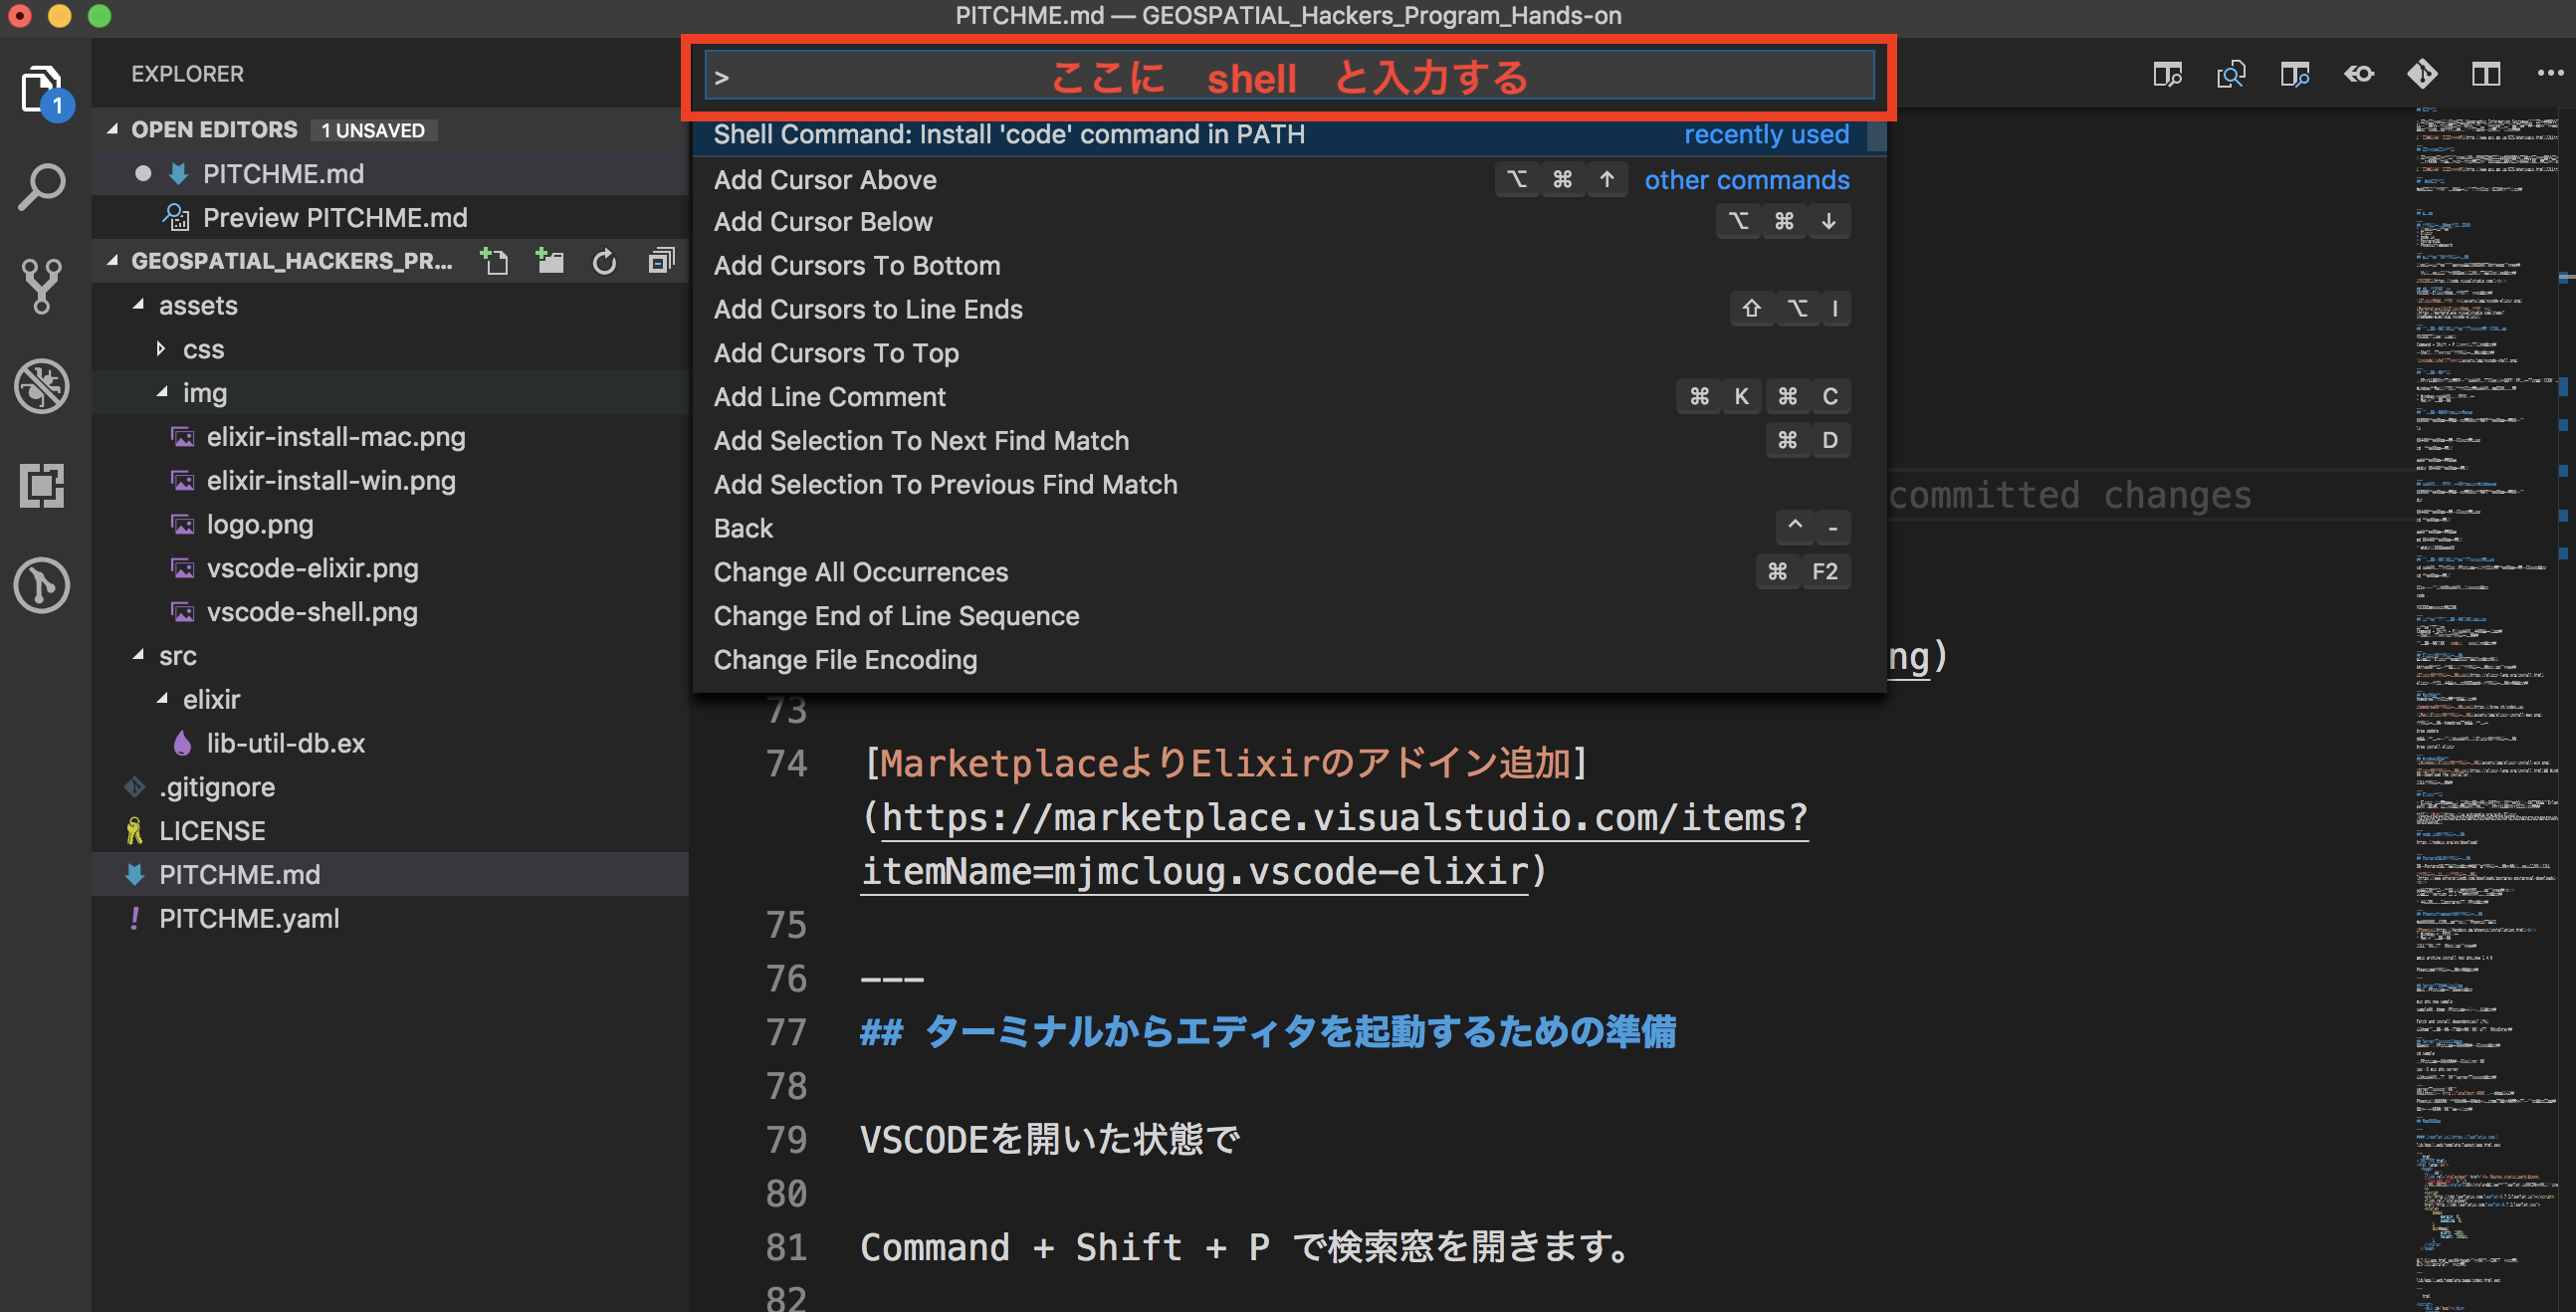 PITCHME.md — GEOSPATIAL_Hackers_Program_Hands-on
1
EXPLORER
OPEN EDITORS 1 UNSAVED
PITCHME.md
Preview PITCHME.md
GEOSPATIAL_HACKERS_PR...
assets
css
img
elixir-install-mac.png
elixir-install-win.png
logo.png
vscode-elixir.png
vscode-shell.png
src
elixir
lib-util-db.ex
.gitignore
LICENSE
PITCHME.md
PITCHME.yaml
> ここに shell と入力する
Shell Command: Install 'code' command in PATH recently used
Add Cursor Above ⌥ ⌘ ↑ other commands
Add Cursor Below ⌥ ⌘ ↓
Add Cursors To Bottom
Add Cursors to Line Ends ⇧ ⌥ I
Add Cursors To Top
Add Line Comment ⌘ K ⌘ C
Add Selection To Next Find Match ⌘ D
Add Selection To Previous Find Match
Back ^ -
Change All Occurrences ⌘ F2
Change End of Line Sequence
Change File Encoding
committed changes
ng)
73
74 [MarketplaceよりElixirのアドイン追加]
(https://marketplace.visualstudio.com/items?
itemName=mjmcloug.vscode-elixir)
75
76 ---
77 ## ターミナルからエディタを起動するための準備
78
79 VSCODEを開いた状態で
80
81 Command + Shift + P で検索窓を開きます。
82